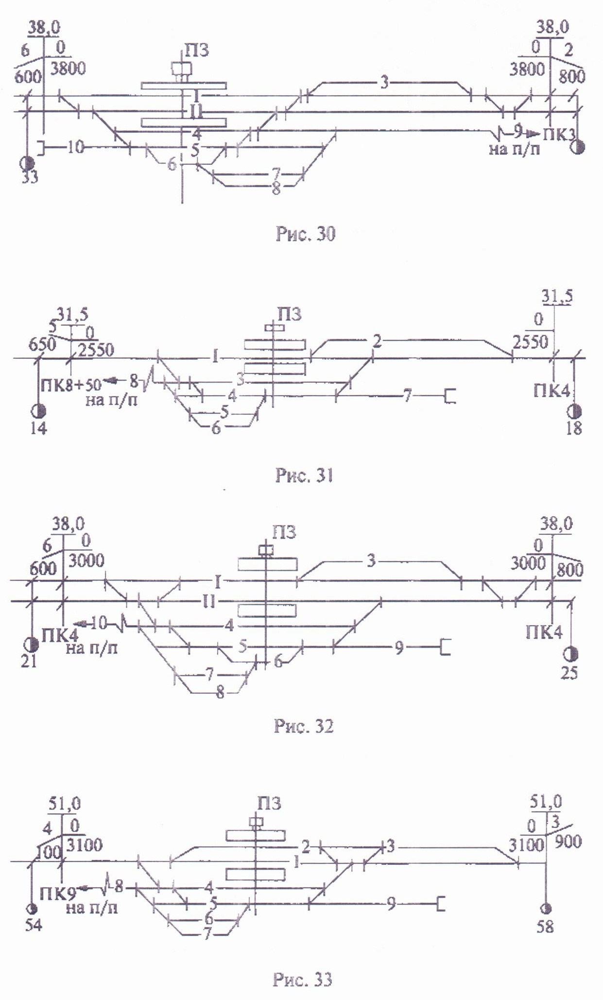 38,0 38,0
6 0 ПЗ 0 2
600 3800 3800 800
3
I
II
4 9 ПК3
10 5 на п/п
6
33 7
8
Рис. 30
31,5 ПЗ 31,5
5 0 0
650 2550 2 2550
I
ПК8+50 8 3 ПК4
на п/п 4 7
5
14 6 18
Рис. 31
38,0 ПЗ 38,0
6 0 0
600 3000 3 3000 800
I
II
10 4
ПК4 ПК4
на п/п 5 9
21 6 25
7
8
Рис. 32
51,0 ПЗ 51,0
4 0 0 3
100 3100 2 3 3100 900
I
ПК9 8 4
на п/п 5 9
54 6 58
7
Рис. 33